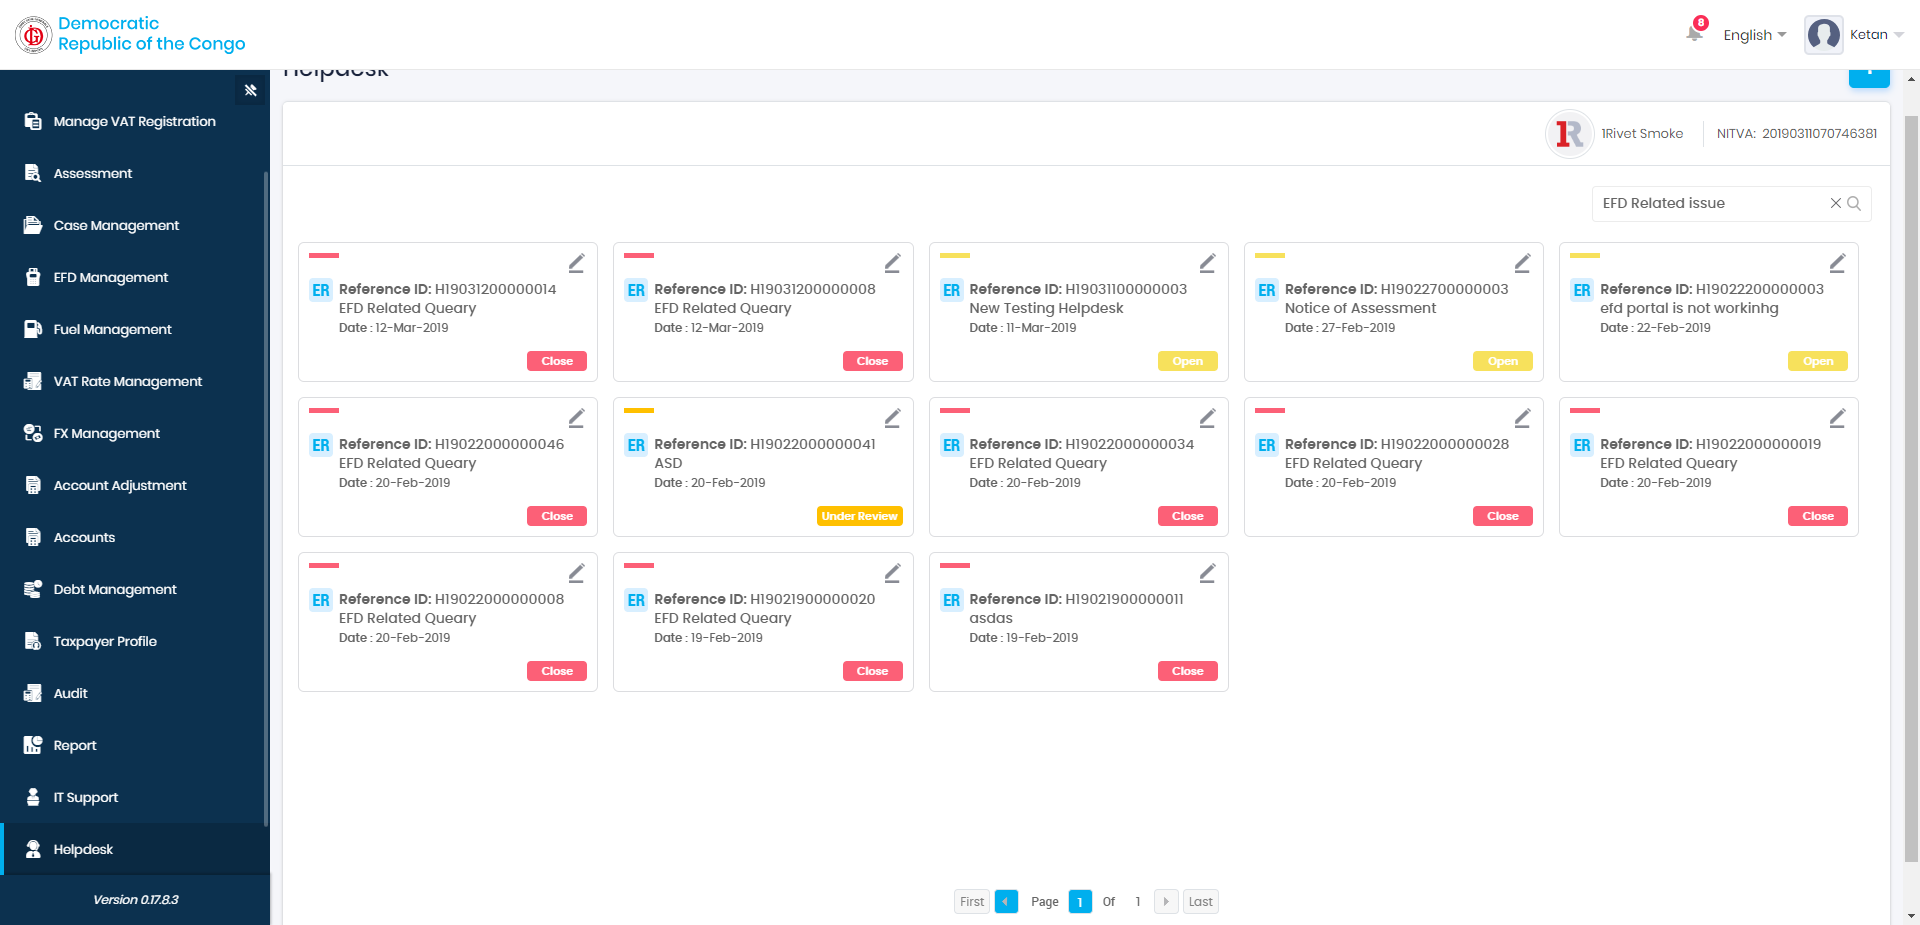 Democratic
Republic of the Congo
8
English
Ketan
Helpdesk
Manage VAT Registration
Assessment
Case Management
EFD Management
Fuel Management
VAT Rate Management
FX Management
Account Adjustment
Accounts
Debt Management
Taxpayer Profile
Audit
Report
IT Support
Helpdesk
Version 0.17.8.3
1R
1Rivet Smoke
NITVA: 20190311070746381
EFD Related issue
ER
Reference ID: H19031200000014
EFD Related Queary
Date : 12-Mar-2019
Close
ER
Reference ID: H19031200000008
EFD Related Queary
Date : 12-Mar-2019
Close
ER
Reference ID: H19031100000003
New Testing Helpdesk
Date : 11-Mar-2019
Open
ER
Reference ID: H19022700000003
Notice of Assessment
Date : 27-Feb-2019
Open
ER
Reference ID: H19022200000003
efd portal is not workinhg
Date : 22-Feb-2019
Open
ER
Reference ID: H19022000000046
EFD Related Queary
Date : 20-Feb-2019
Close
ER
Reference ID: H19022000000041
ASD
Date : 20-Feb-2019
Under Review
ER
Reference ID: H19022000000034
EFD Related Queary
Date : 20-Feb-2019
Close
ER
Reference ID: H19022000000028
EFD Related Queary
Date : 20-Feb-2019
Close
ER
Reference ID: H19022000000019
EFD Related Queary
Date : 20-Feb-2019
Close
ER
Reference ID: H19022000000008
EFD Related Queary
Date : 20-Feb-2019
Close
ER
Reference ID: H19021900000020
EFD Related Queary
Date : 19-Feb-2019
Close
ER
Reference ID: H19021900000011
asdas
Date : 19-Feb-2019
Close
First Page 1 Of 1 Last